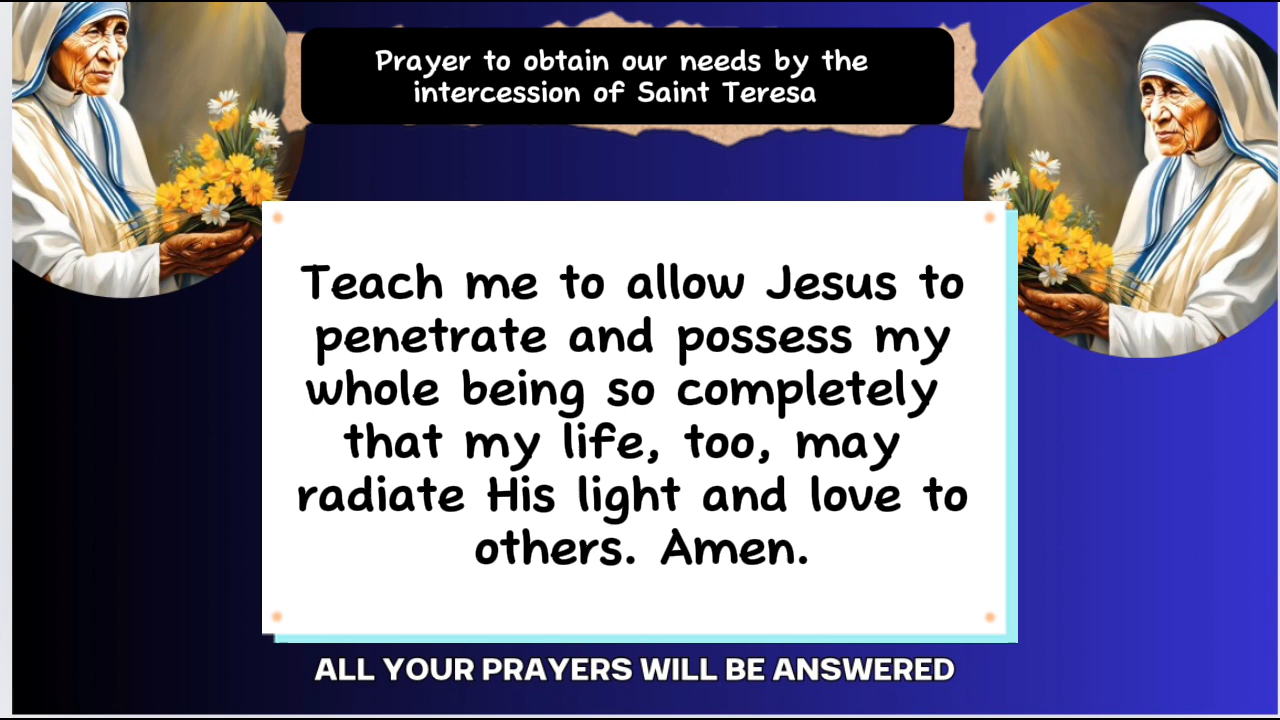 Prayer to obtain our needs by the
intercession of Saint Teresa
Teach me to allow Jesus to
penetrate and possess my
whole being so completely
that my life, too, may
radiate His light and love to
others. Amen.
ALL YOUR PRAYERS WILL BE ANSWERED